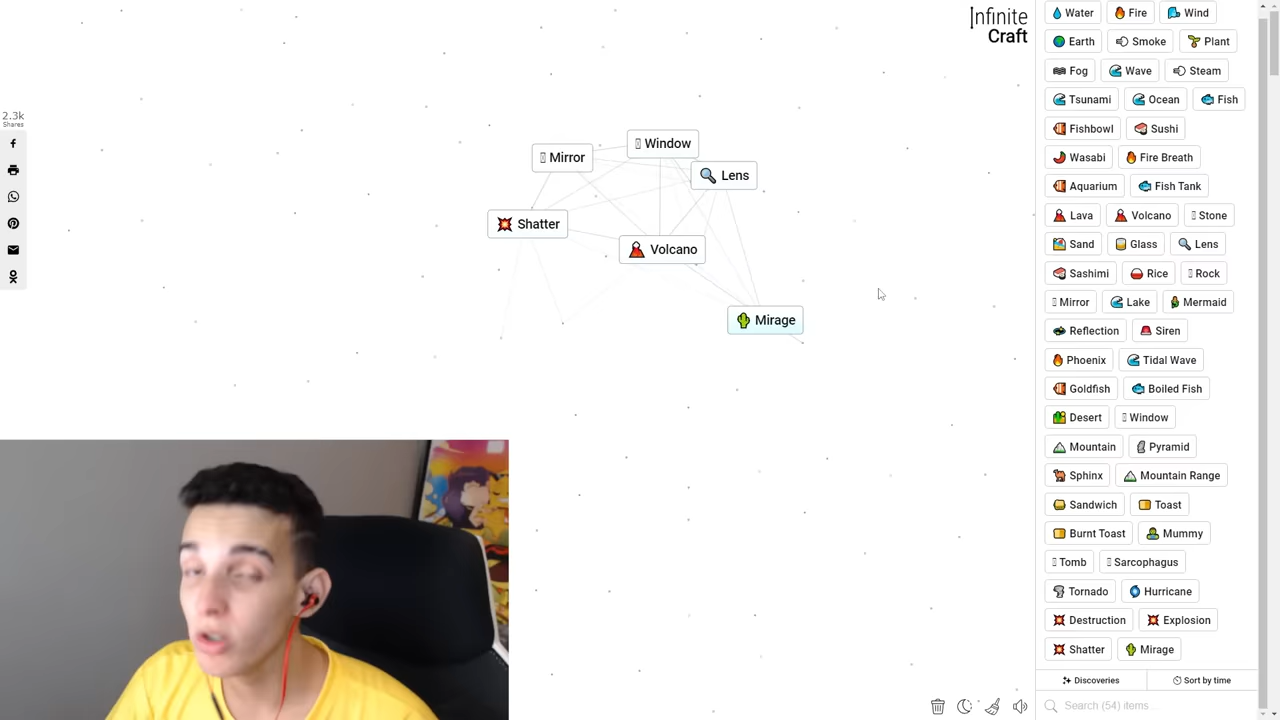 Infinite
Craft
2.3k
Shares
f
Mirror
Window
Lens
Shatter
Volcano
Mirage
Water Fire Wind
Earth Smoke Plant
Fog Wave Steam
Tsunami Ocean Fish
Fishbowl Sushi
Wasabi Fire Breath
Aquarium Fish Tank
Lava Volcano Stone
Sand Glass Lens
Sashimi Rice Rock
Mirror Lake Mermaid
Reflection Siren
Phoenix Tidal Wave
Goldfish Boiled Fish
Desert Window
Mountain Pyramid
Sphinx Mountain Range
Sandwich Toast
Burnt Toast Mummy
Tomb Sarcophagus
Tornado Hurricane
Destruction Explosion
Shatter Mirage
Discoveries Sort by time
Search (54) items...